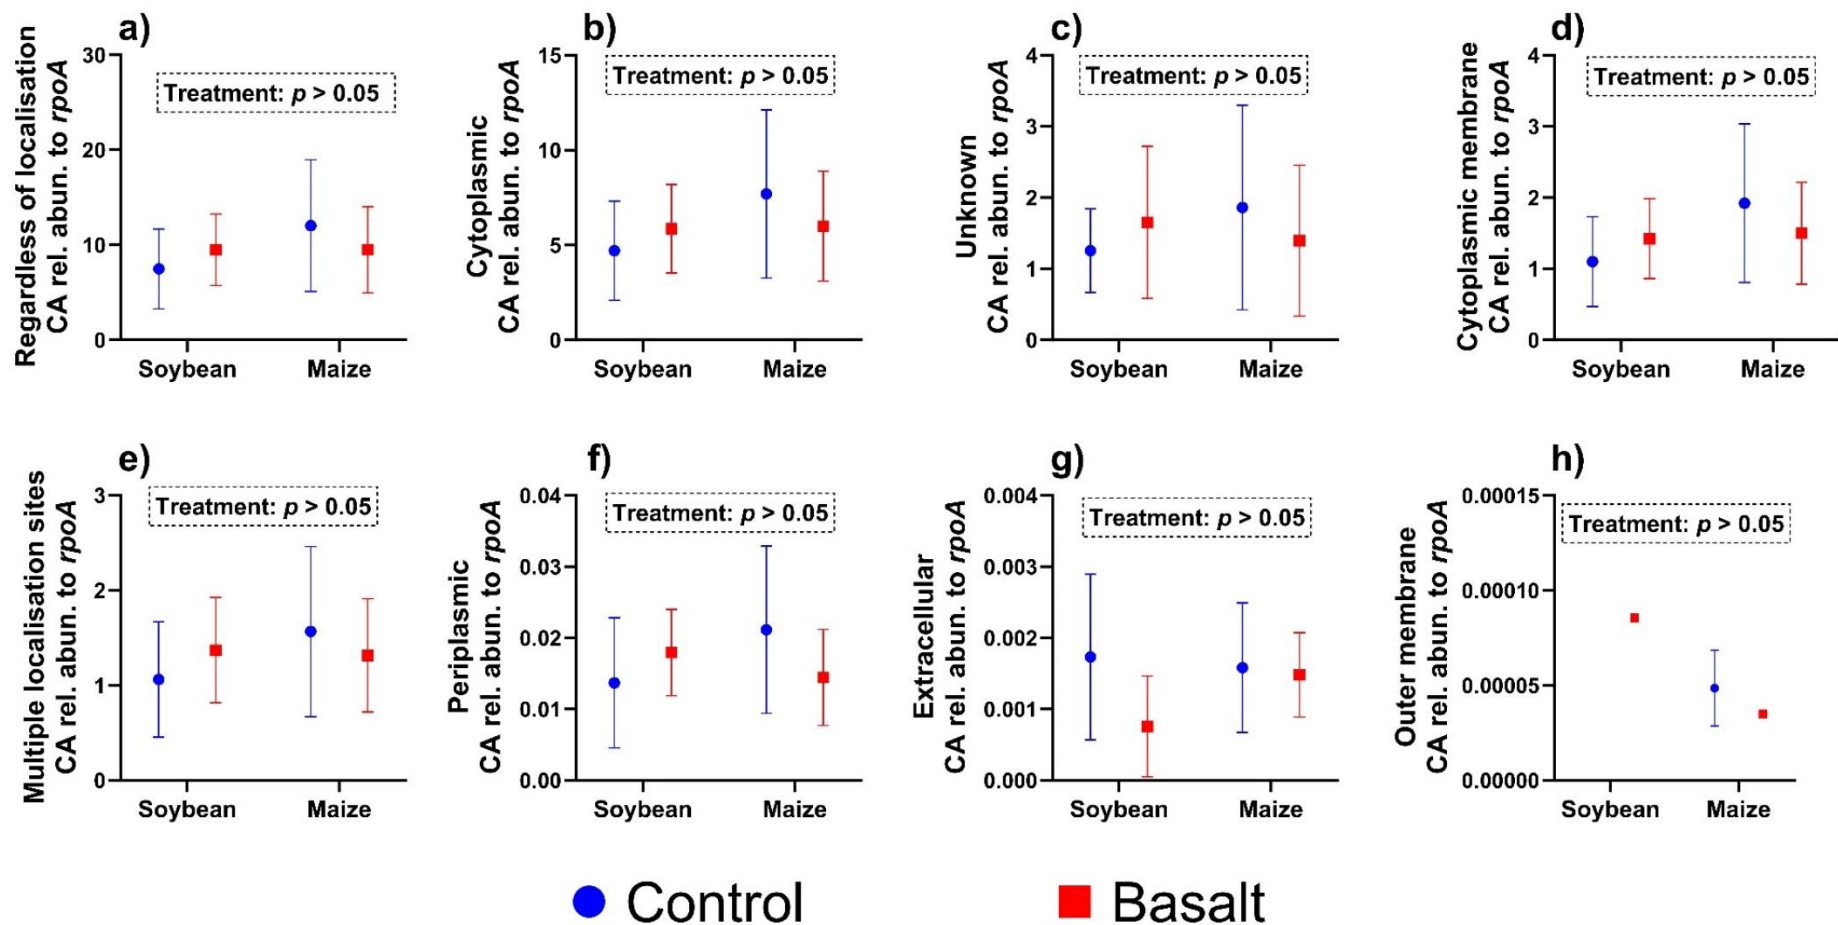 a)
Regardless of localisation
CA rel. abun. to rpoA
30
20
10
0
Treatment: p > 0.05
Soybean
Maize
b)
Cytoplasmic
CA rel. abun. to rpoA
15
10
5
0
Treatment: p > 0.05
Soybean
Maize
c)
Unknown
CA rel. abun. to rpoA
4
3
2
1
0
Treatment: p > 0.05
Soybean
Maize
d)
Cytoplasmic membrane
CA rel. abun. to rpoA
4
3
2
1
0
Treatment: p > 0.05
Soybean
Maize
e)
Multiple localisation sites
CA rel. abun. to rpoA
3
2
1
0
Treatment: p > 0.05
Soybean
Maize
f)
Periplasmic
CA rel. abun. to rpoA
0.04
0.03
0.02
0.01
0.00
Treatment: p > 0.05
Soybean
Maize
g)
Extracellular
CA rel. abun. to rpoA
0.004
0.003
0.002
0.001
0.000
Treatment: p > 0.05
Soybean
Maize
h)
Outer membrane
CA rel. abun. to rpoA
0.00015
0.00010
0.00005
0.00000
Treatment: p > 0.05
Soybean
Maize
Control
Basalt